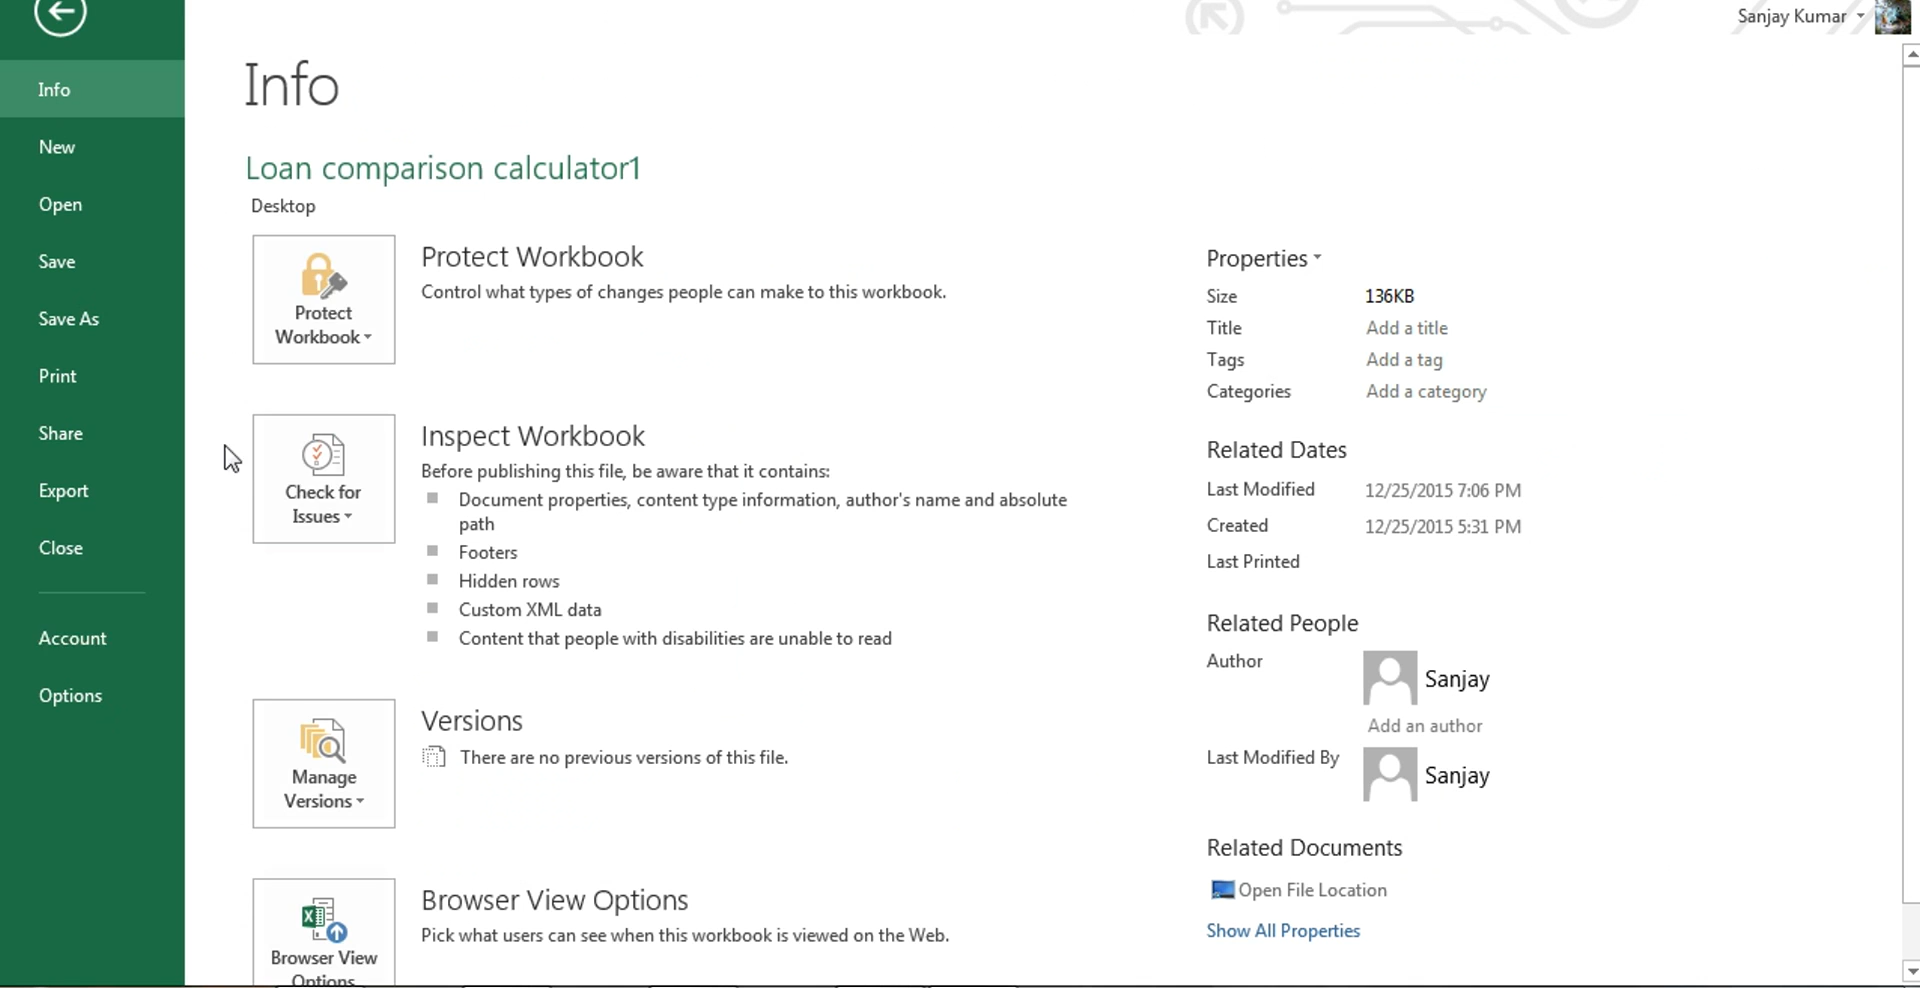 Sanjay Kumar
Info
New
Open
Save
Save As
Print
Share
Export
Close
Account
Options
Info
Loan comparison calculator1
Desktop
Protect
Workbook
Protect Workbook
Control what types of changes people can make to this workbook.
Check for
Issues
Inspect Workbook
Before publishing this file, be aware that it contains:
Document properties, content type information, author's name and absolute
path
Footers
Hidden rows
Custom XML data
Content that people with disabilities are unable to read
Manage
Versions
Versions
There are no previous versions of this file.
Browser View
Options
Browser View Options
Pick what users can see when this workbook is viewed on the Web.
Properties
Size 136KB
Title Add a title
Tags Add a tag
Categories Add a category
Related Dates
Last Modified 12/25/2015 7:06 PM
Created 12/25/2015 5:31 PM
Last Printed
Related People
Author Sanjay
Add an author
Last Modified By Sanjay
Related Documents
Open File Location
Show All Properties